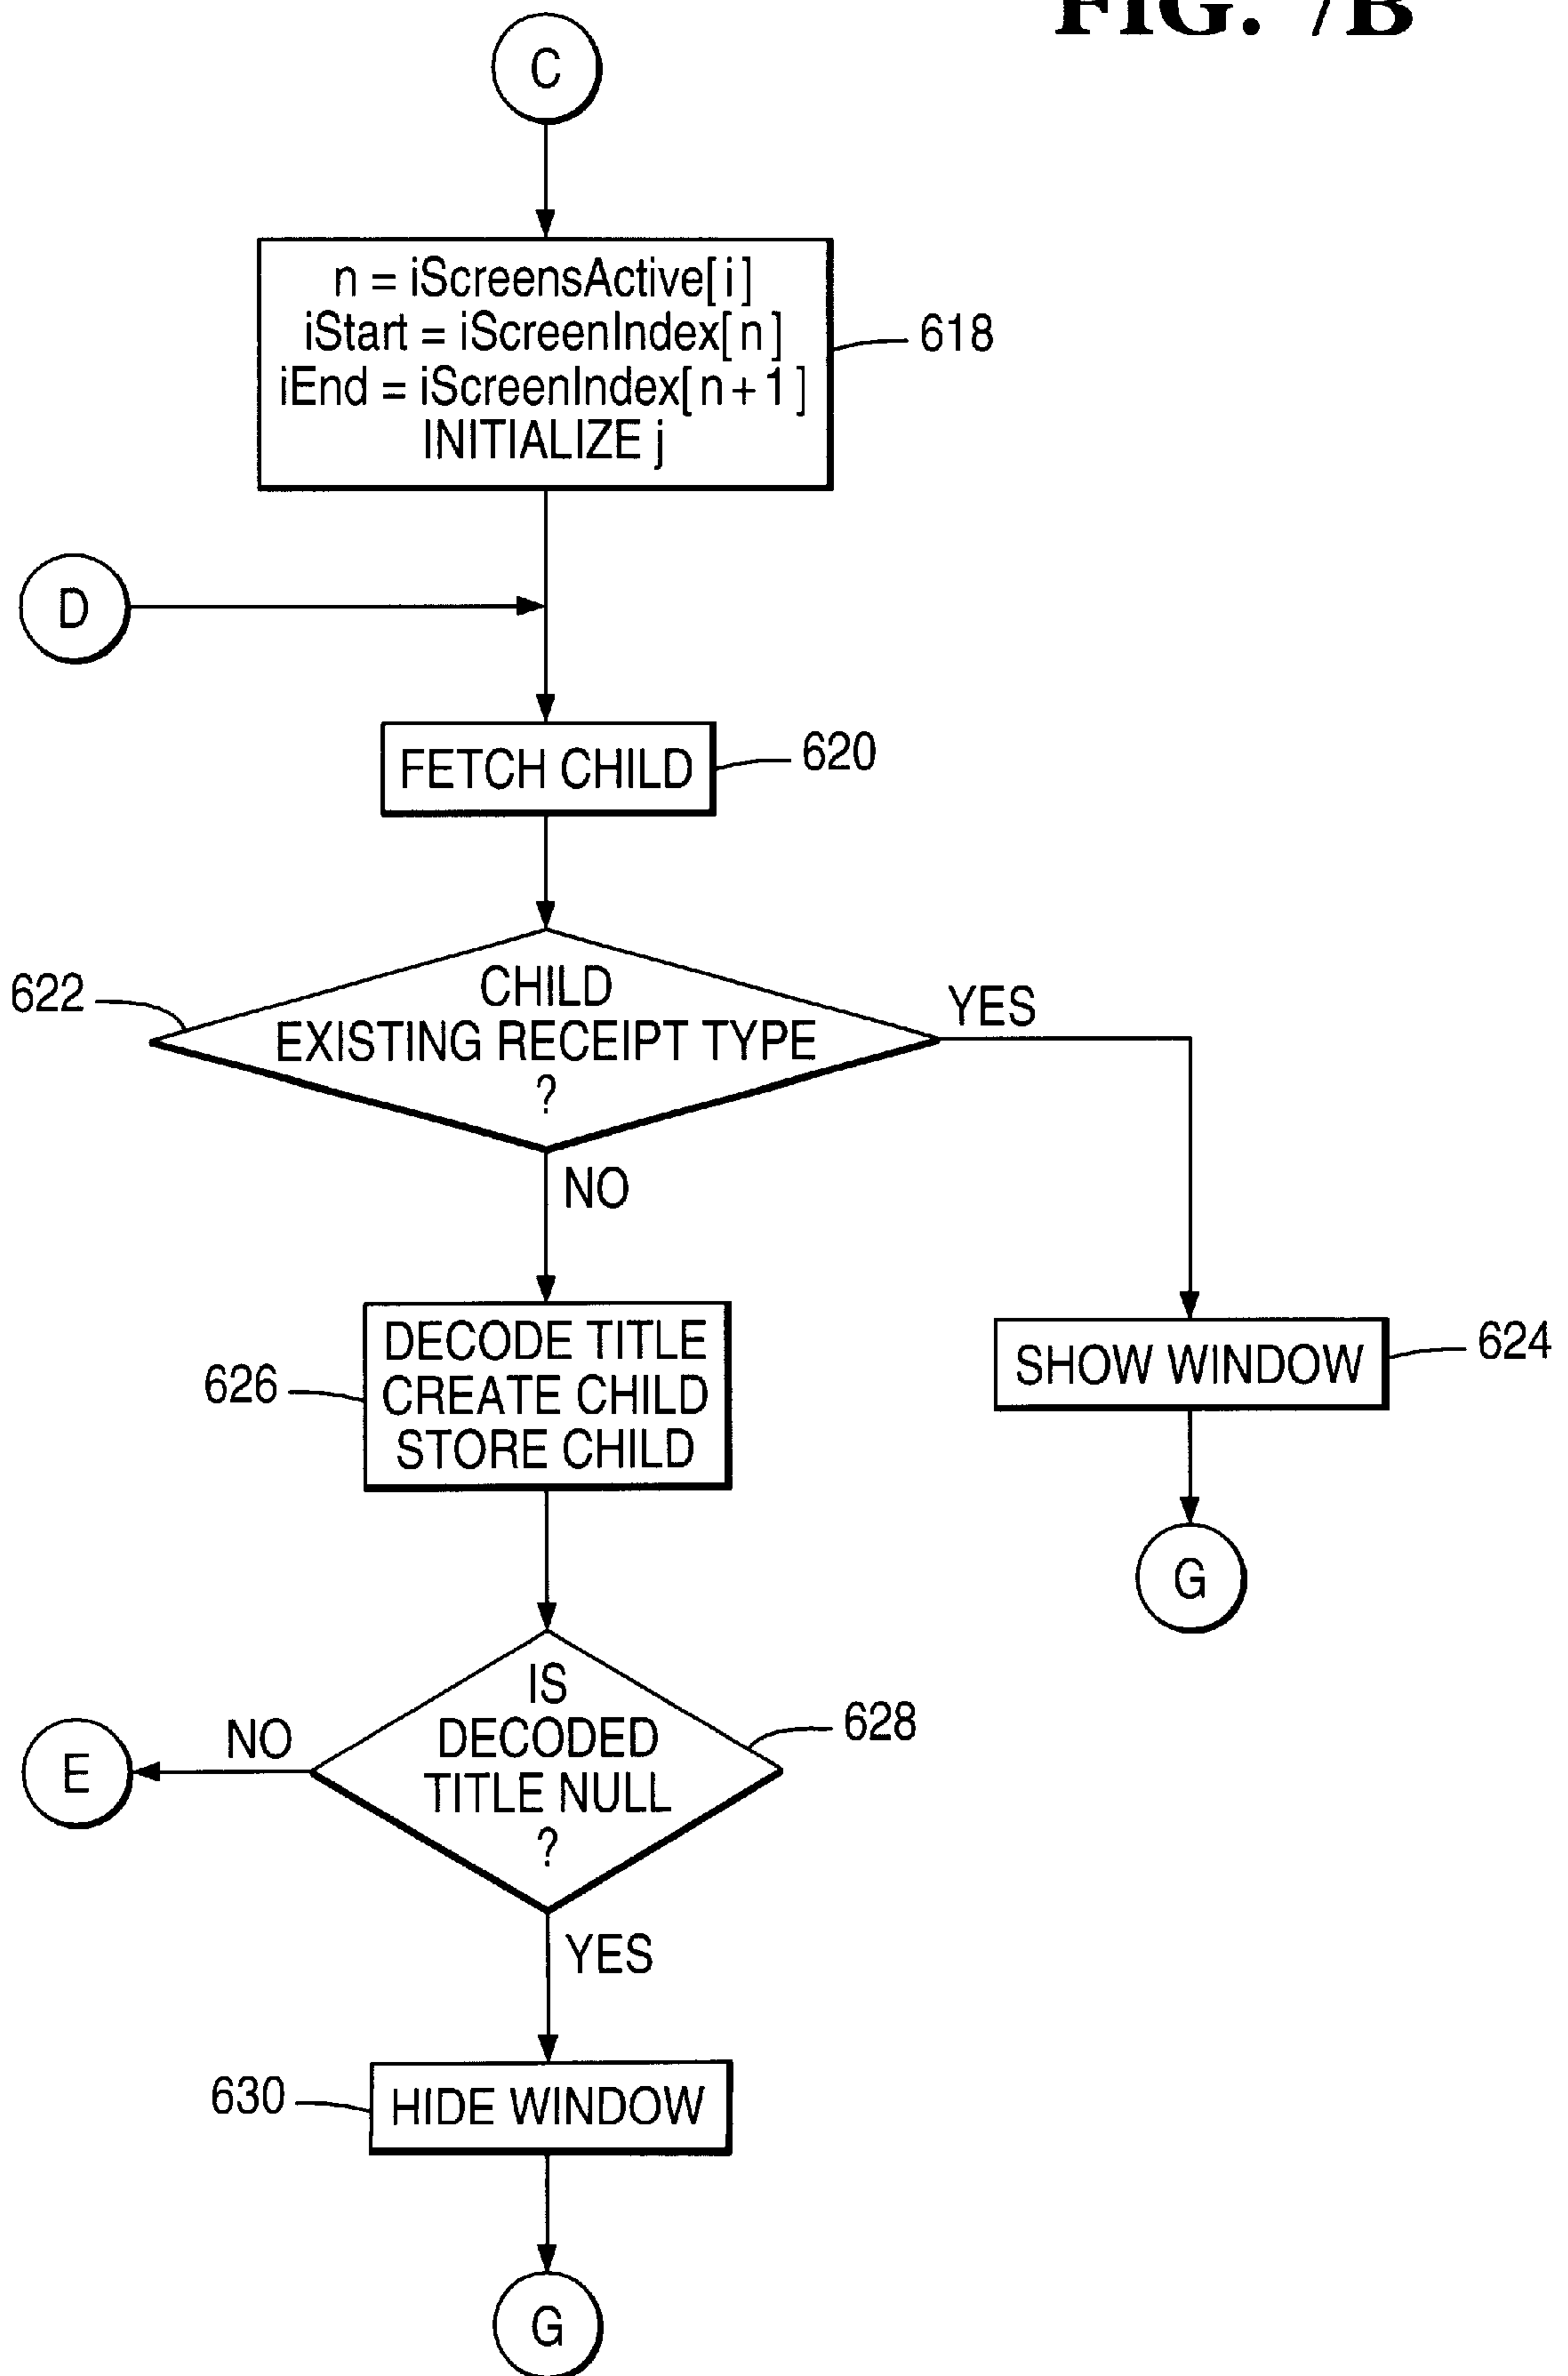 FIG. 7B
C
n = iScreensActive[i]
iStart = iScreenIndex[n]
iEnd = iScreenIndex[n+1]
INITIALIZE j
618
D
FETCH CHILD
620
622
CHILD
EXISTING RECEIPT TYPE
?
YES
NO
DECODE TITLE
CREATE CHILD
STORE CHILD
626
SHOW WINDOW
624
G
IS
DECODED
TITLE NULL
?
628
NO
E
YES
HIDE WINDOW
630
G